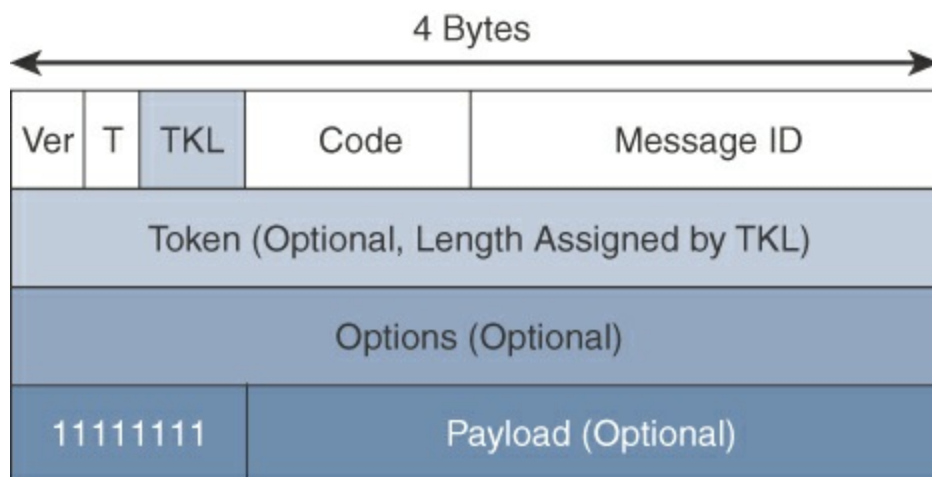 4 Bytes
Ver T TKL Code Message ID
Token (Optional, Length Assigned by TKL)
Options (Optional)
11111111 Payload (Optional)